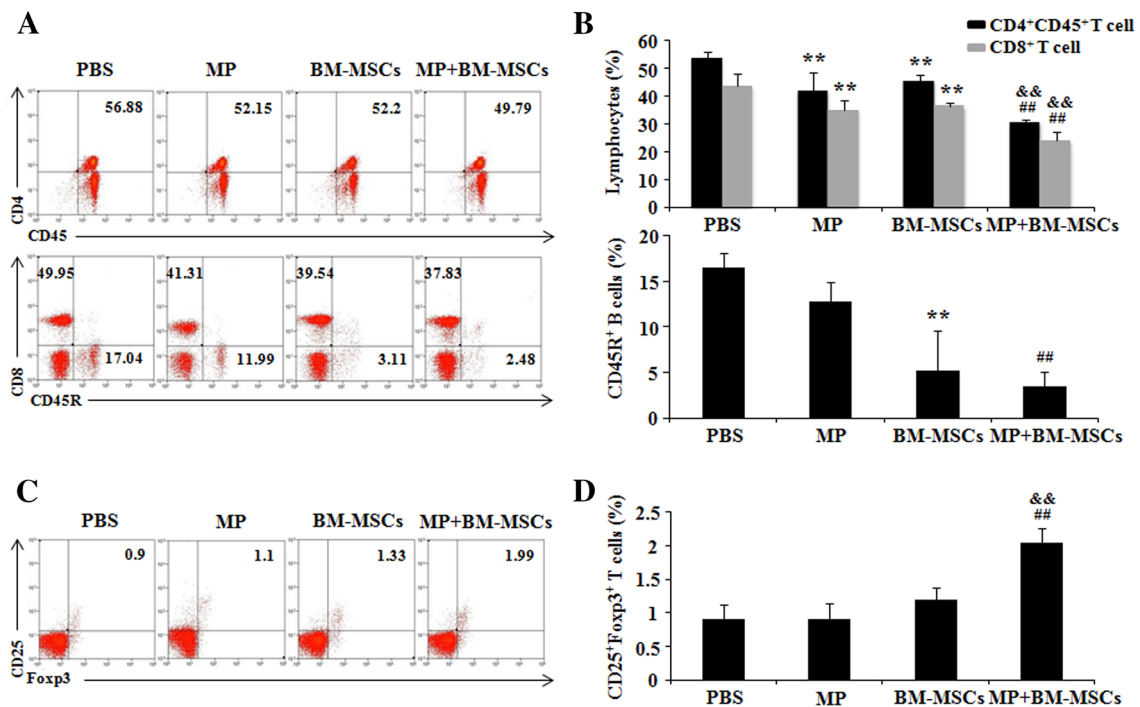 A
PBS MP BM-MSCs MP+BM-MSCs
56.88 52.15 52.2 49.79
CD4
CD45
49.95 41.31 39.54 37.83
17.04 11.99 3.11 2.48
CD8
CD45R
B
CD4+CD45+T cell
CD8+ T cell
Lymphocytes (%)
60
50
40
30
20
10
0
** ** ** ** && ## && ##
PBS MP BM-MSCs MP+BM-MSCs
CD45R+ B cells (%)
20
15
10
5
0
** ##
PBS MP BM-MSCs MP+BM-MSCs
C
PBS MP BM-MSCs MP+BM-MSCs
0.9 1.1 1.33 1.99
CD25
Foxp3
D
CD25+Foxp3+ T cells (%)
2.5
2
1.5
1
0.5
0
&&
##
PBS MP BM-MSCs MP+BM-MSCs